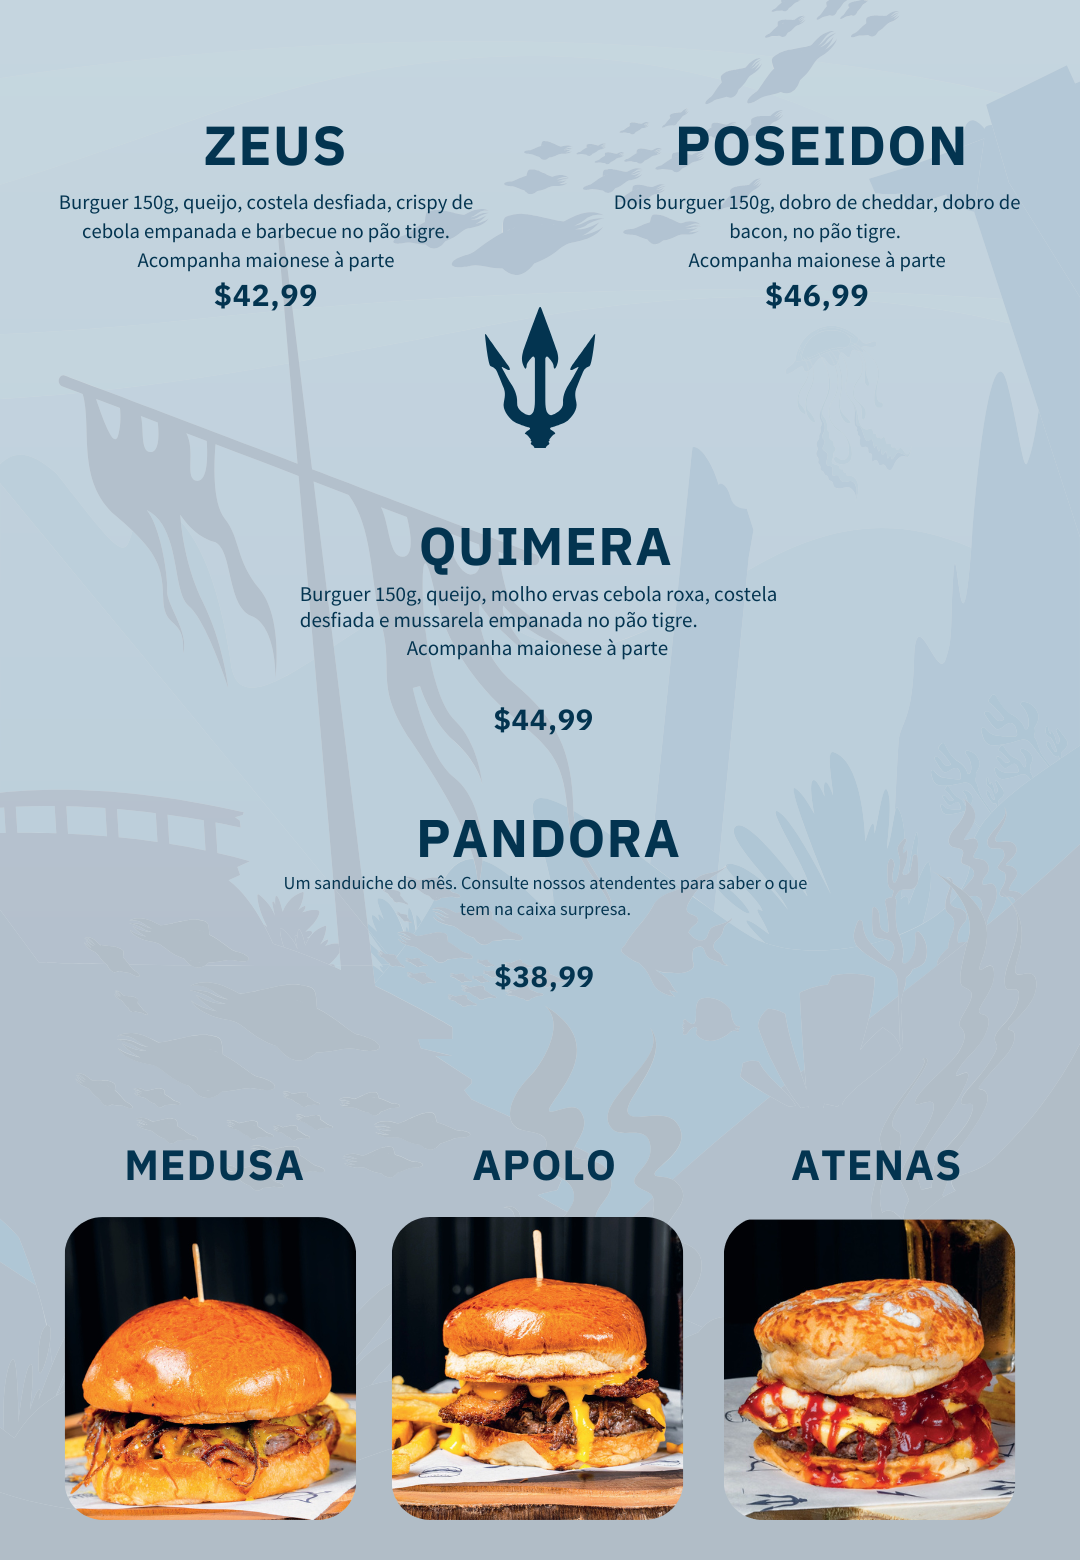 ZEUS
Burguer 150g, queijo, costela desfiada, crispy de
cebola empanada e barbecue no pão tigre.
Acompanha maionese à parte
$42,99
POSEIDON
Dois burguer 150g, dobro de cheddar, dobro de
bacon, no pão tigre.
Acompanha maionese à parte
$46,99
QUIMERA
Burguer 150g, queijo, molho ervas cebola roxa, costela
desfiada e mussarela empanada no pão tigre.
Acompanha maionese à parte
$44,99
PANDORA
Um sanduiche do mês. Consulte nossos atendentes para saber o que
tem na caixa surpresa.
$38,99
MEDUSA
APOLO
ATENAS